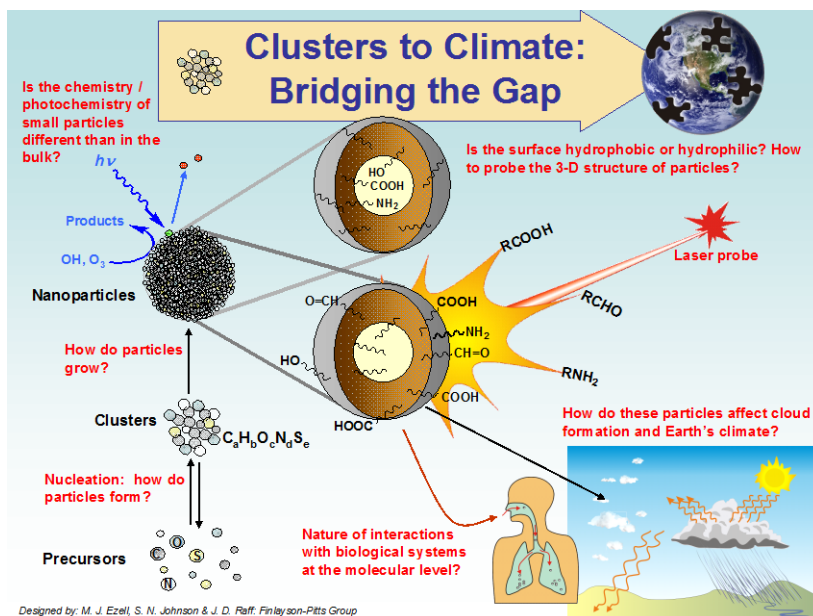 Clusters to Climate:
Bridging the Gap
Is the chemistry /
photochemistry of
small particles
different than in the
bulk?
Is the surface hydrophobic or hydrophilic? How
to probe the 3-D structure of particles?
hν
HO
COOH
NH₂
Products
OH, O₃
Nanoparticles
RCOOH
Laser probe
RCHO
RNH₂
O=CH
COOH
NH₂
CH=O
HO
COOH
HOOC
How do particles
grow?
Clusters
CₐHbOcNdSₑ
How do these particles affect cloud
formation and Earth's climate?
Nucleation: how do
particles form?
Nature of interactions
with biological systems
at the molecular level?
Precursors
O
C
S
N
Designed by: M. J. Ezell, S. N. Johnson & J. D. Raff: Finlayson-Pitts Group